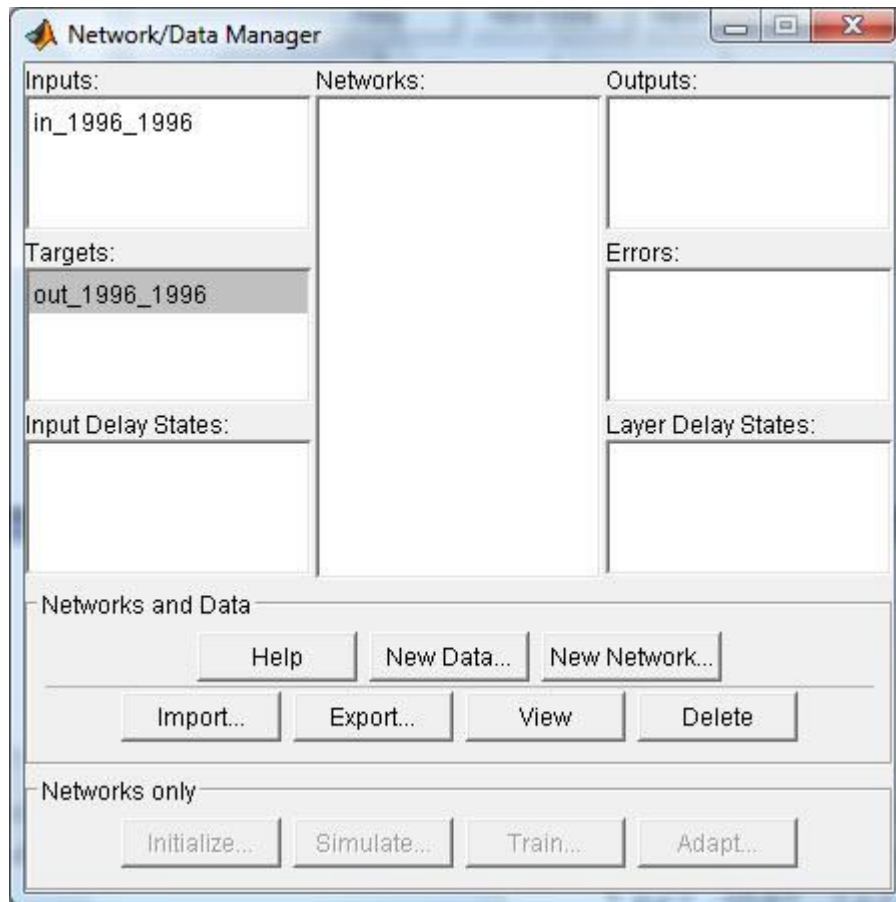 Network/Data Manager
Inputs:
in_1996_1996
Networks:
Outputs:
Targets:
out_1996_1996
Errors:
Input Delay States:
Layer Delay States:
Networks and Data
Help
New Data...
New Network...
Import...
Export...
View
Delete
Networks only
Initialize...
Simulate...
Train...
Adapt...